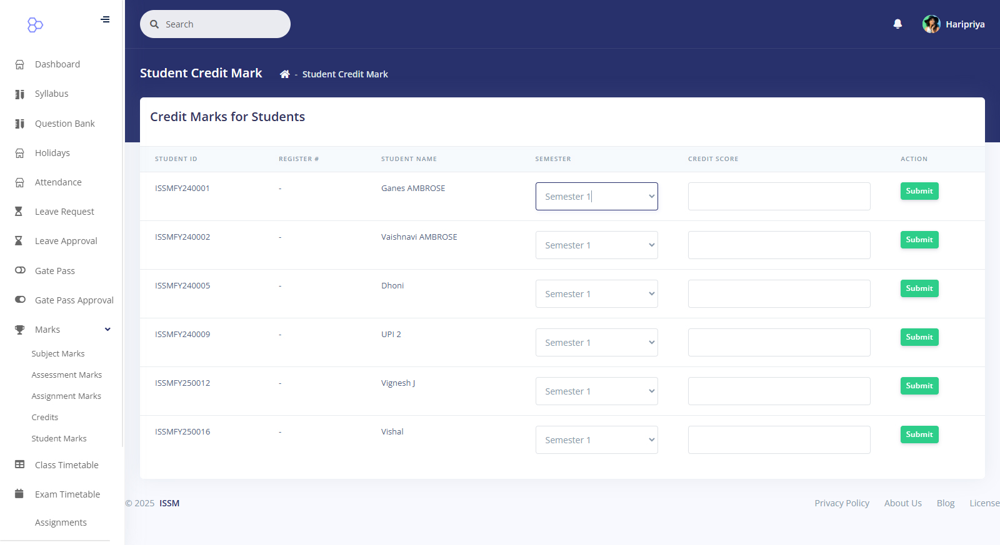 Search
Haripriya
Dashboard
Syllabus
Question Bank
Holidays
Attendance
Leave Request
Leave Approval
Gate Pass
Gate Pass Approval
Marks
Subject Marks
Assessment Marks
Assignment Marks
Credits
Student Marks
Class Timetable
Exam Timetable
Assignments
Student Credit Mark - Student Credit Mark
Credit Marks for Students
STUDENT ID REGISTER # STUDENT NAME SEMESTER CREDIT SCORE ACTION
ISSMFY240001 - Ganes AMBROSE Semester 1 Submit
ISSMFY240002 - Vaishnavi AMBROSE Semester 1 Submit
ISSMFY240005 - Dhoni Semester 1 Submit
ISSMFY240009 - UPI 2 Semester 1 Submit
ISSMFY250012 - Vignesh J Semester 1 Submit
ISSMFY250016 - Vishal Semester 1 Submit
© 2025 ISSM
Privacy Policy About Us Blog License